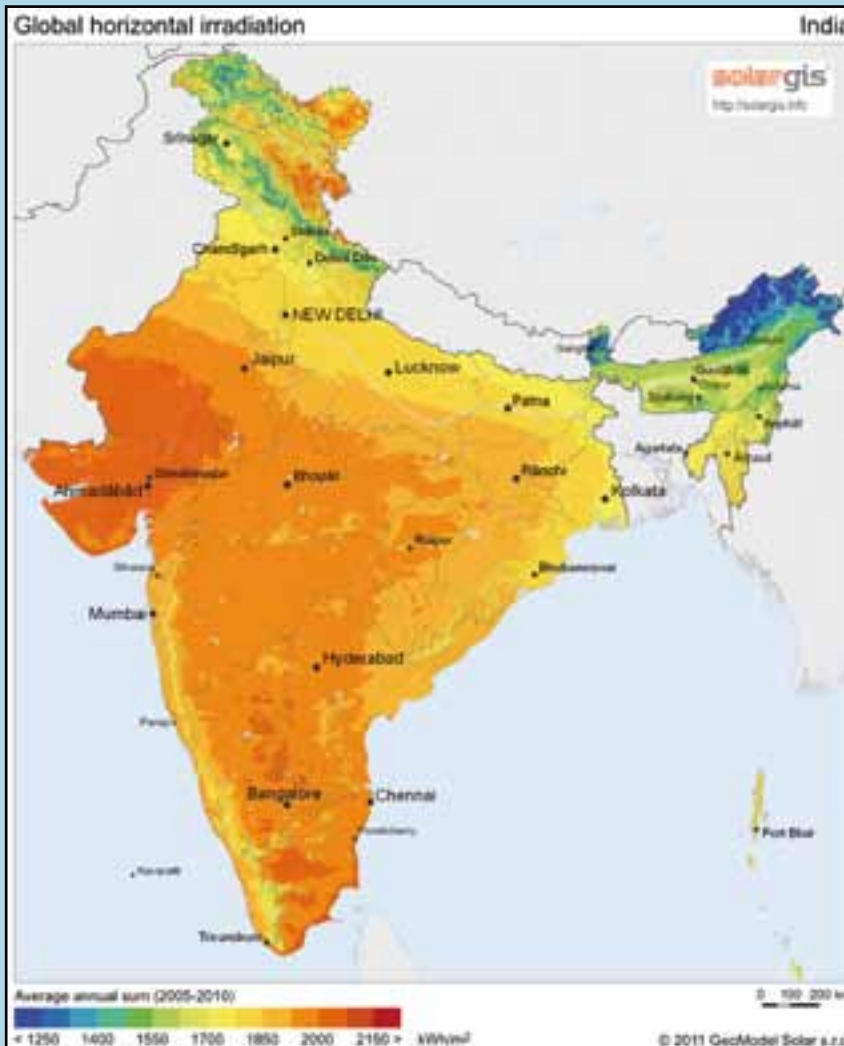 Global horizontal irradiation
India
solargis
http://solargis.info
Srinagar
Chandigarh
NEW DELHI
Jaipur
Lucknow
Patna
Bhopal
Ranchi
Kolkata
Raipur
Mumbai
Hyderabad
Bangalore
Chennai
Port Blair
Trivandrum
Average annual sum (2005-2010)
< 1250 1400 1550 1700 1850 2000 2150 > kWh/m²
0 100 200 km
© 2011 GeoModel Solar s.r.o.